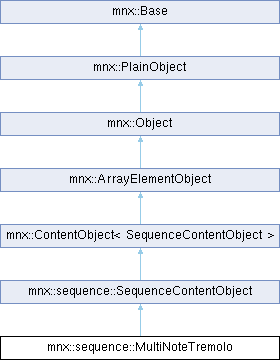 mnx::Base
mnx::PlainObject
mnx::Object
mnx::ArrayElementObject
mnx::ContentObject< SequenceContentObject >
mnx::sequence::SequenceContentObject
mnx::sequence::MultiNoteTremolo